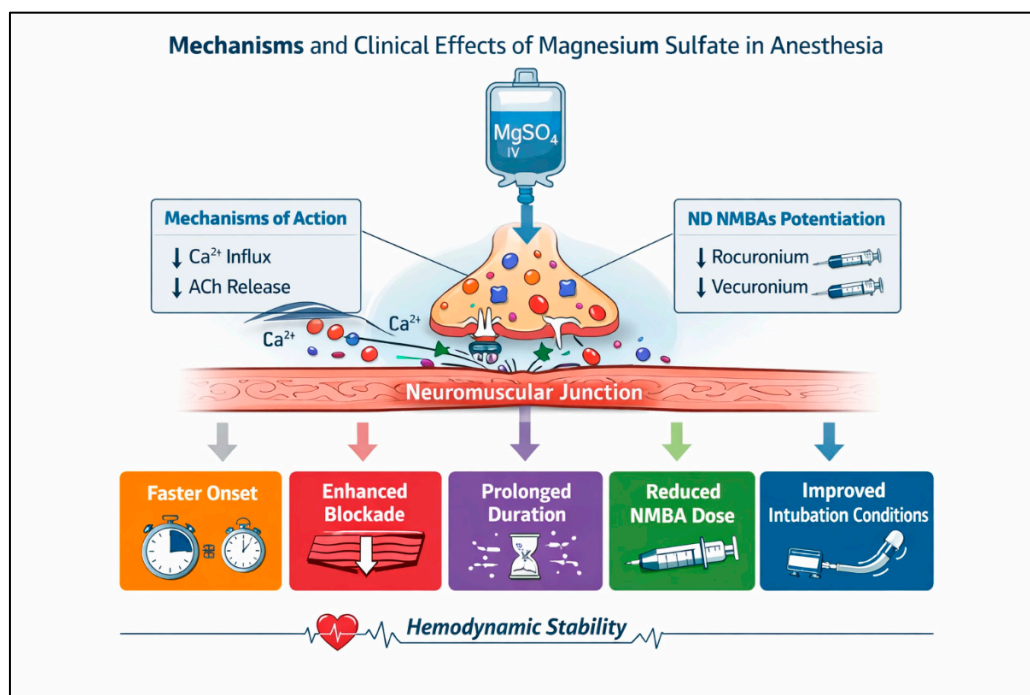 Mechanisms and Clinical Effects of Magnesium Sulfate in Anesthesia
MgSO₄
IV
Mechanisms of Action
↓ Ca²⁺ Influx
↓ ACh Release
ND NMBAs Potentiation
↓ Rocuronium
↓ Vecuronium
Ca²⁺
Ca²⁺
Neuromuscular Junction
Faster Onset
Enhanced
Blockade
Prolonged
Duration
Reduced
NMBA Dose
Improved
Intubation Conditions
Hemodynamic Stability